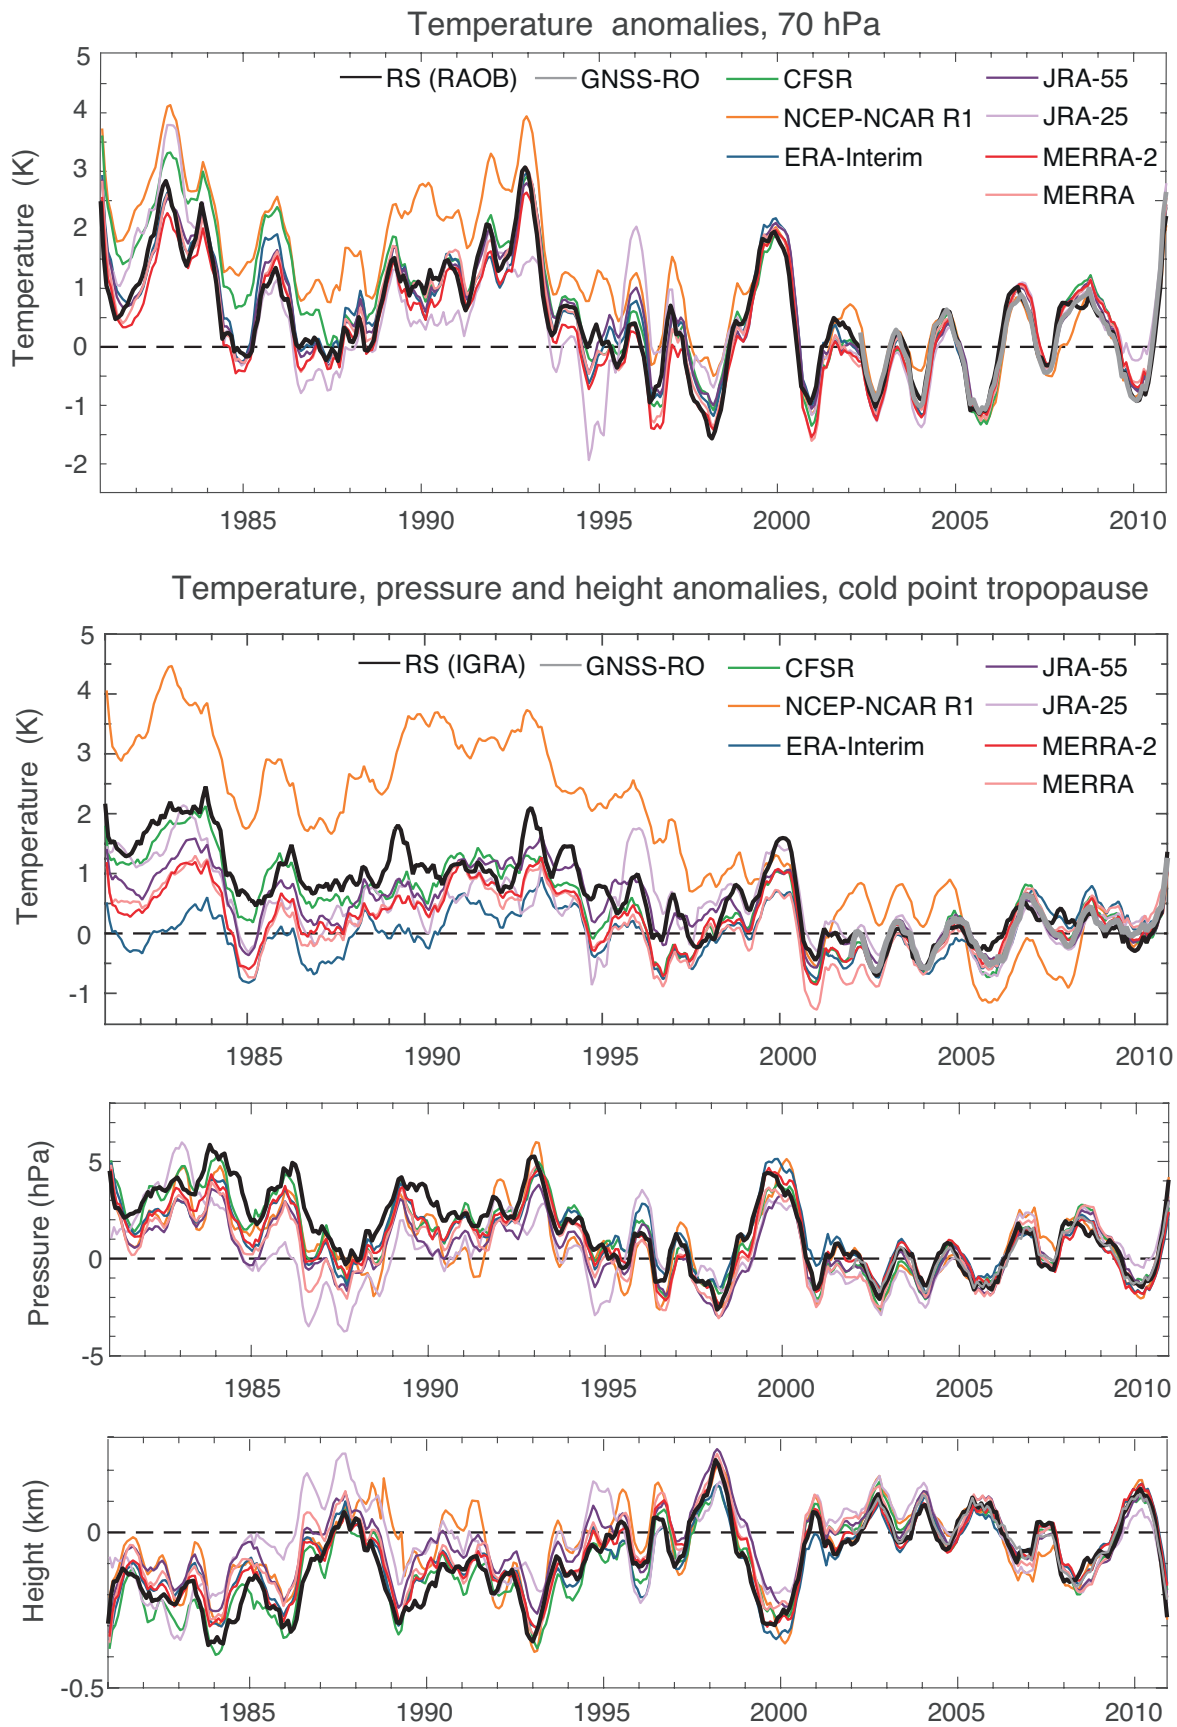 Temperature anomalies, 70 hPa
5
4
3
2
1
0
-1
-2
Temperature (K)
RS (RAOB)
GNSS-RO
CFSR
NCEP-NCAR R1
ERA-Interim
JRA-55
JRA-25
MERRA-2
MERRA
1985 1990 1995 2000 2005 2010
Temperature, pressure and height anomalies, cold point tropopause
5
4
3
2
1
0
-1
Temperature (K)
RS (IGRA)
GNSS-RO
CFSR
NCEP-NCAR R1
ERA-Interim
JRA-55
JRA-25
MERRA-2
MERRA
1985 1990 1995 2000 2005 2010
5
0
-5
Pressure (hPa)
1985 1990 1995 2000 2005 2010
0
-0.5
Height (km)
1985 1990 1995 2000 2005 2010